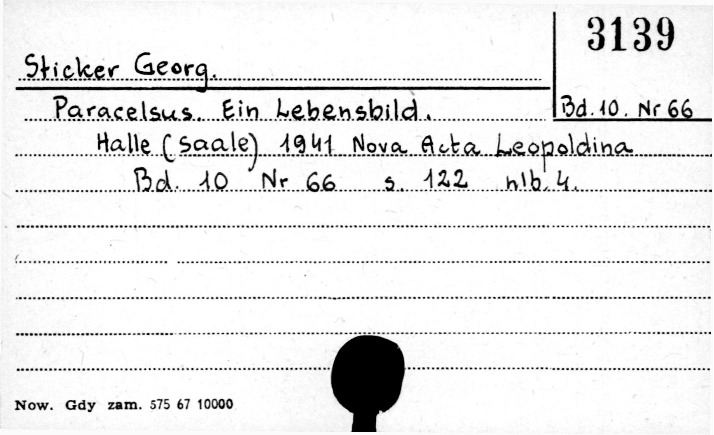 3139
Sticker Georg.
Paracelsus. Ein Lebensbild.
Bd. 10. Nr 66
Halle (Saale) 1941 Nova Acta Leopoldina
Bd. 10 Nr 66 s. 122 nlb. 4.
Now. Gdy zam. 575 67 10000